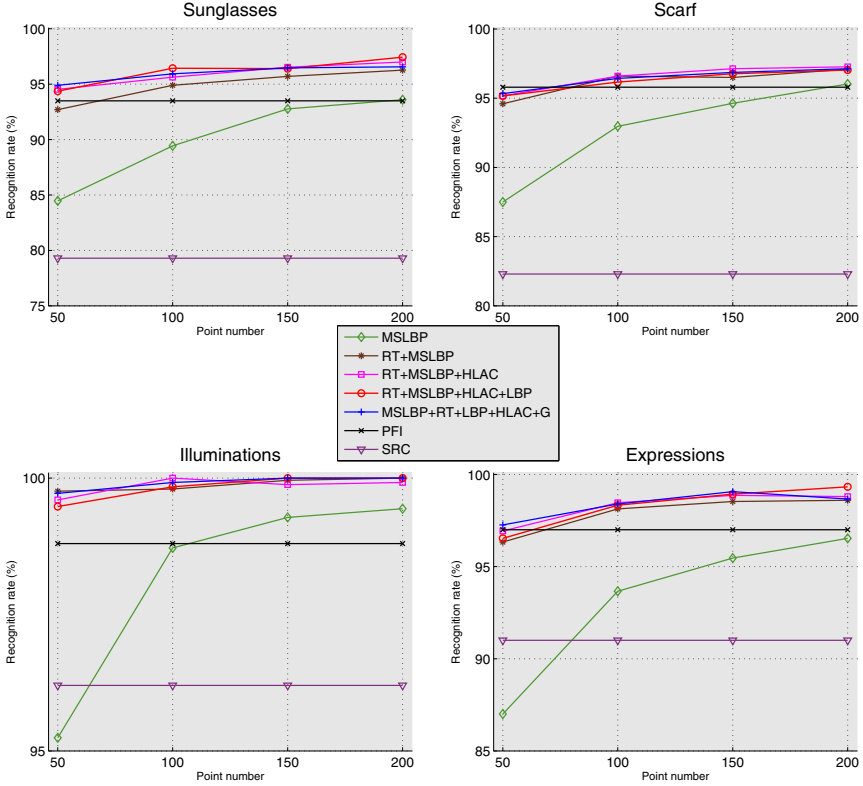 Sunglasses
100
95
90
85
80
75
Recognition rate (%)
50
100
150
200
Point number
Scarf
100
95
90
85
80
Recognition rate (%)
50
100
150
200
Point number
MSLBP
RT+MSLBP
RT+MSLBP+HLAC
RT+MSLBP+HLAC+LBP
MSLBP+RT+LBP+HLAC+G
PFI
SRC
Illuminations
100
95
Recognition rate (%)
50
100
150
200
Point number
Expressions
100
95
90
85
Recognition rate (%)
50
100
150
200
Point number